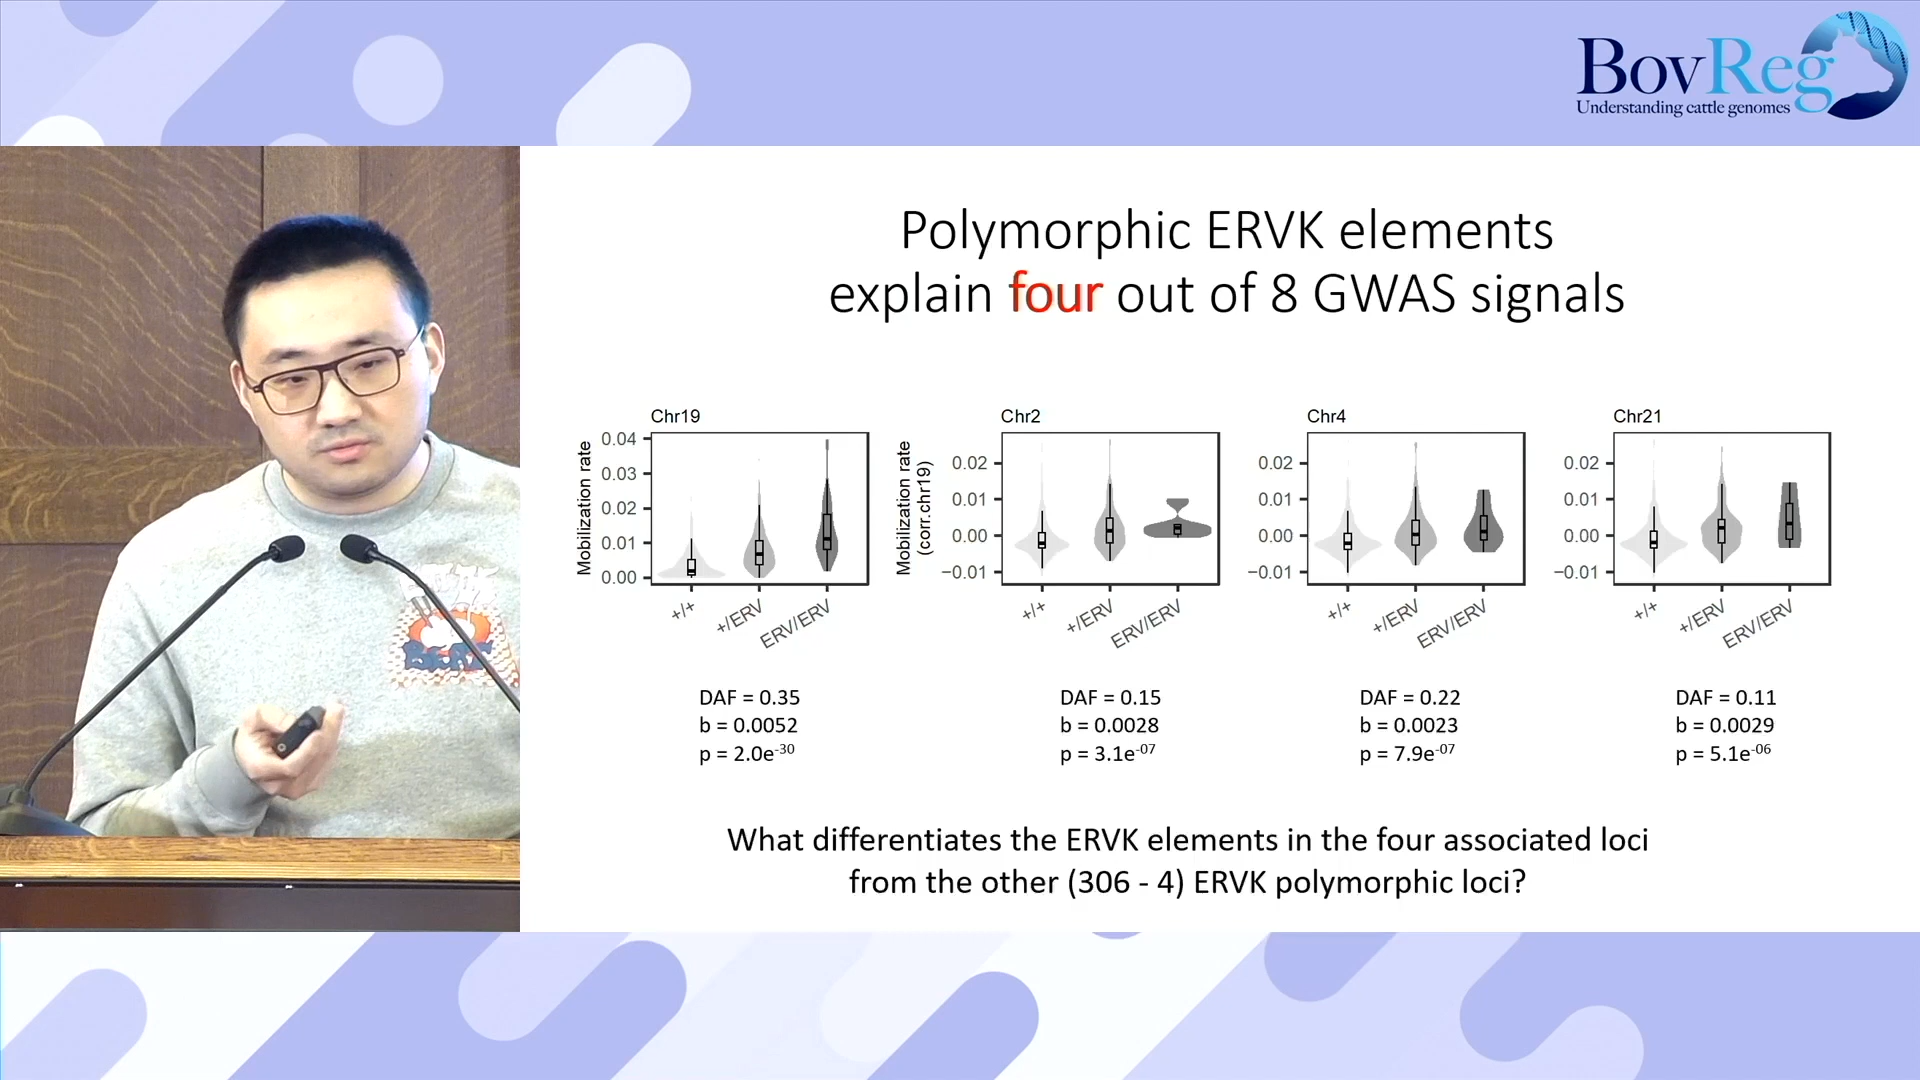 BovReg
Understanding cattle genomes
Polymorphic ERVK elements
explain four out of 8 GWAS signals
Chr19
Mobilization rate
0.04
0.03
0.02
0.01
0.00
+/+
+/ERV
ERV/ERV
Chr2
Mobilization rate
(corr.chr19)
0.02
0.01
0.00
−0.01
+/+
+/ERV
ERV/ERV
Chr4
0.02
0.01
0.00
−0.01
+/+
+/ERV
ERV/ERV
Chr21
0.02
0.01
0.00
−0.01
+/+
+/ERV
ERV/ERV
DAF = 0.35
b = 0.0052
p = 2.0e-30
DAF = 0.15
b = 0.0028
p = 3.1e-07
DAF = 0.22
b = 0.0023
p = 7.9e-07
DAF = 0.11
b = 0.0029
p = 5.1e-06
What differentiates the ERVK elements in the four associated loci
from the other (306 - 4) ERVK polymorphic loci?